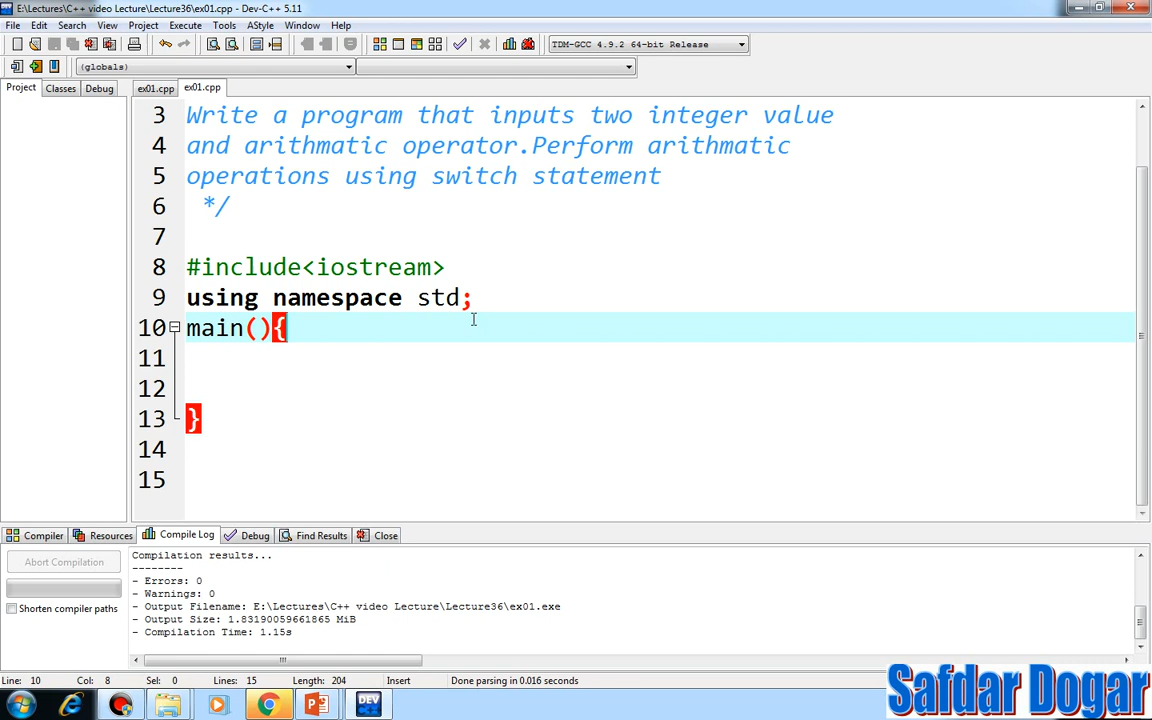 E:\Lectures\C++ video Lecture\Lecture36\ex01.cpp - Dev-C++ 5.11
File Edit Search View Project Execute Tools AStyle Window Help
TDM-GCC 4.9.2 64-bit Release
(globals)
Project Classes Debug ex01.cpp ex01.cpp
3 Write a program that inputs two integer value
4 and arithmatic operator.Perform arithmatic
5 operations using switch statement
6 */
7
8 #include<iostream>
9 using namespace std;
10 main(){
11
12
13 }
14
15
Compiler Resources Compile Log Debug Find Results Close
Abort Compilation
Shorten compiler paths
Compilation results...
--------
- Errors: 0
- Warnings: 0
- Output Filename: E:\Lectures\C++ video Lecture\Lecture36\ex01.exe
- Output Size: 1.83190059661865 MiB
- Compilation Time: 1.15s
Line: 10 Col: 8 Sel: 0 Lines: 15 Length: 204 Insert Done parsing in 0.016 seconds
Safdar Dogar